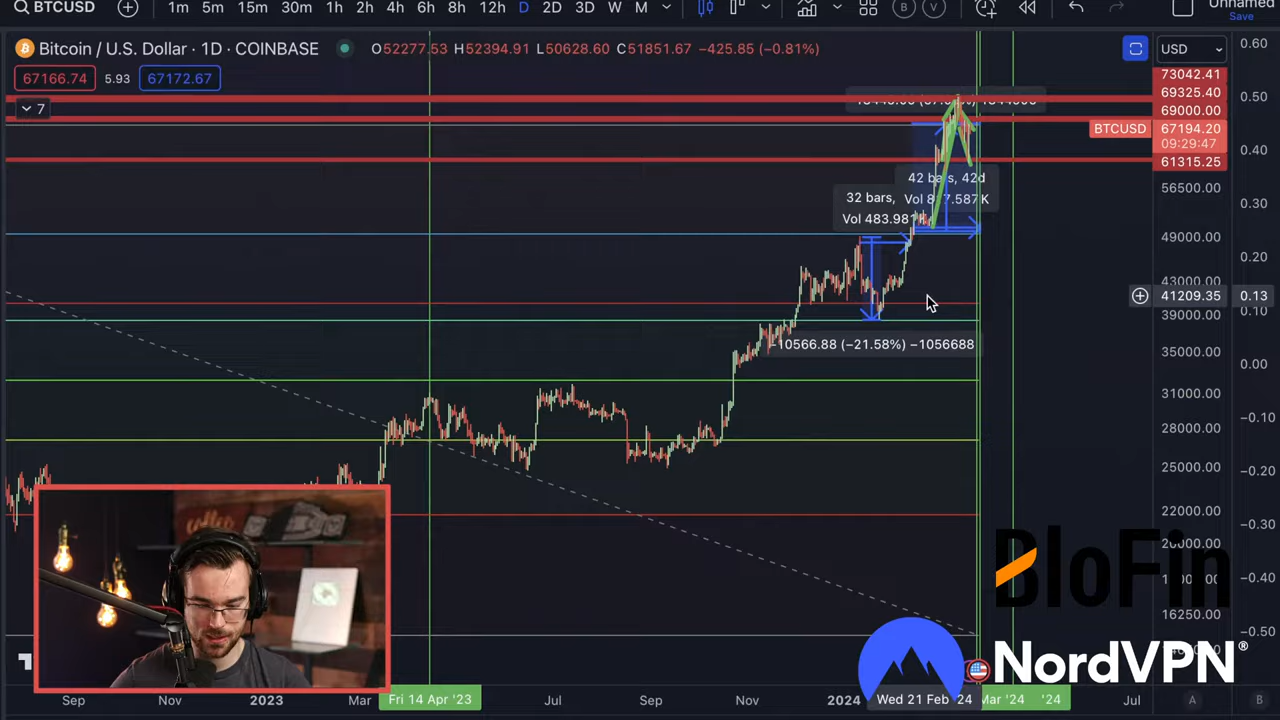 BTCUSD 1m 5m 15m 30m 1h 2h 4h 6h 8h 12h D 2D 3D W M B V Unnamed
Save
Bitcoin / U.S. Dollar · 1D · COINBASE O52277.53 H52394.91 L50628.60 C51851.67 −425.85 (−0.81%)
USD
67166.74 5.93 67172.67
7
73042.41
69325.40
69000.00
BTCUSD 67194.20
09:29:47
61315.25
56500.00
49000.00
43000.00
41209.35 0.13
39000.00
35000.00
31000.00
28000.00
25000.00
22000.00
16250.00
0.60
0.50
0.40
0.30
0.20
0.10
0.00
−0.10
−0.20
−0.30
−0.40
−0.50
42 bars, 42d
32 bars,
Vol 483.981
−10566.88 (−21.58%) −1056688
coffee
BloFin
NordVPN®
Sep Nov 2023 Mar Fri 14 Apr '23 Jul Sep Nov 2024 Wed 21 Feb '24 Mar '24 '24 Jul A B